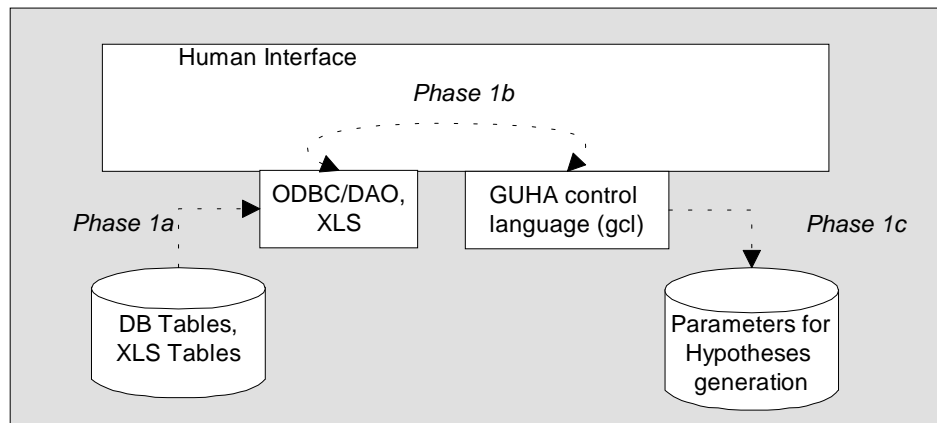 Human Interface
Phase 1b
ODBC/DAO,
XLS
GUHA control
language (gcl)
Phase 1a
Phase 1c
DB Tables,
XLS Tables
Parameters for
Hypotheses
generation